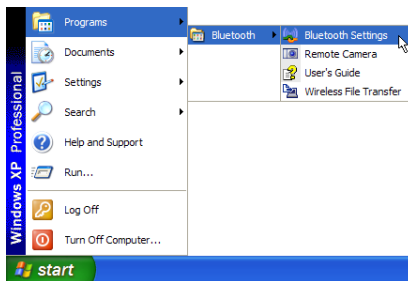 Programs
Documents
Settings
Search
Help and Support
Run...
Log Off
Turn Off Computer...
Bluetooth
Bluetooth Settings
Remote Camera
User's Guide
Wireless File Transfer
Windows XP Professional
start